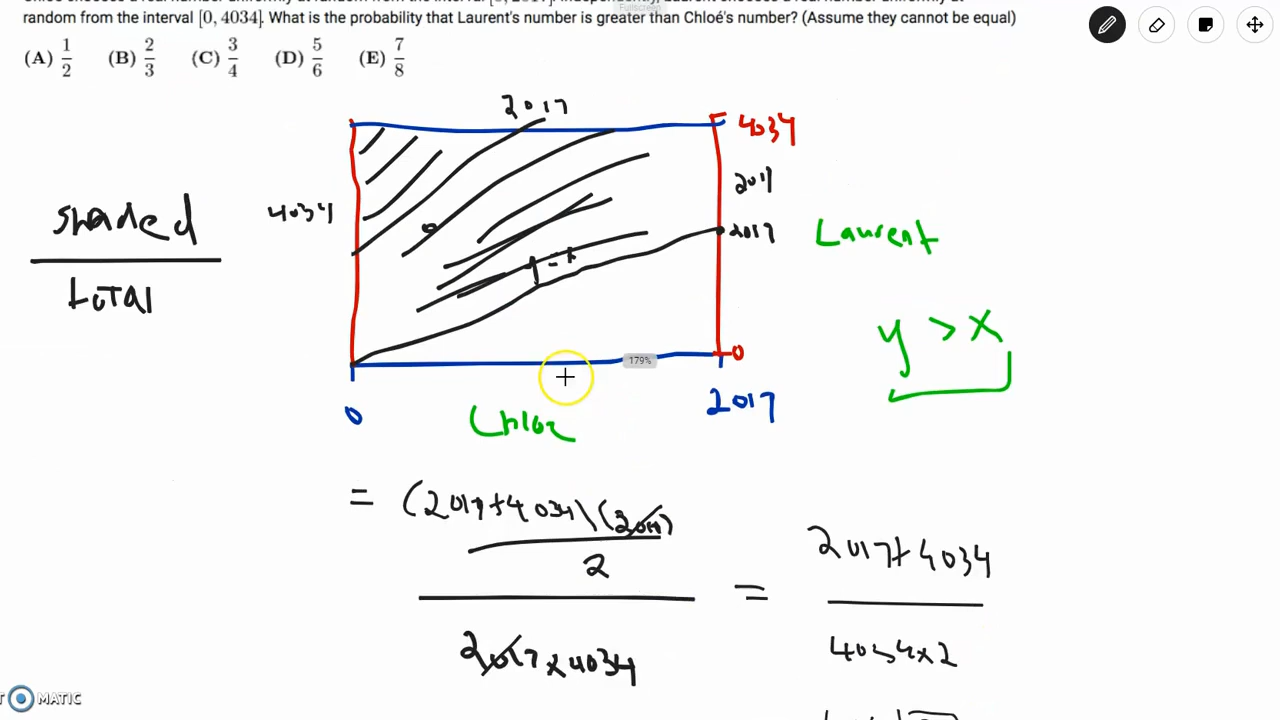 random from the interval [0, 4034]. What is the probability that Laurent's number is greater than Chloé's number? (Assume they cannot be equal)
(A) 1/2 (B) 2/3 (C) 3/4 (D) 5/6 (E) 7/8
Fullscreen
2017
4034
2017
4034
2017
Laurent
shaded
total
y=x
y > x
0
179%
0
2017
Chloe
= (2017+4034)(2017)
2
2017 x 4034
= 2017+4034
4034x2
MATIC